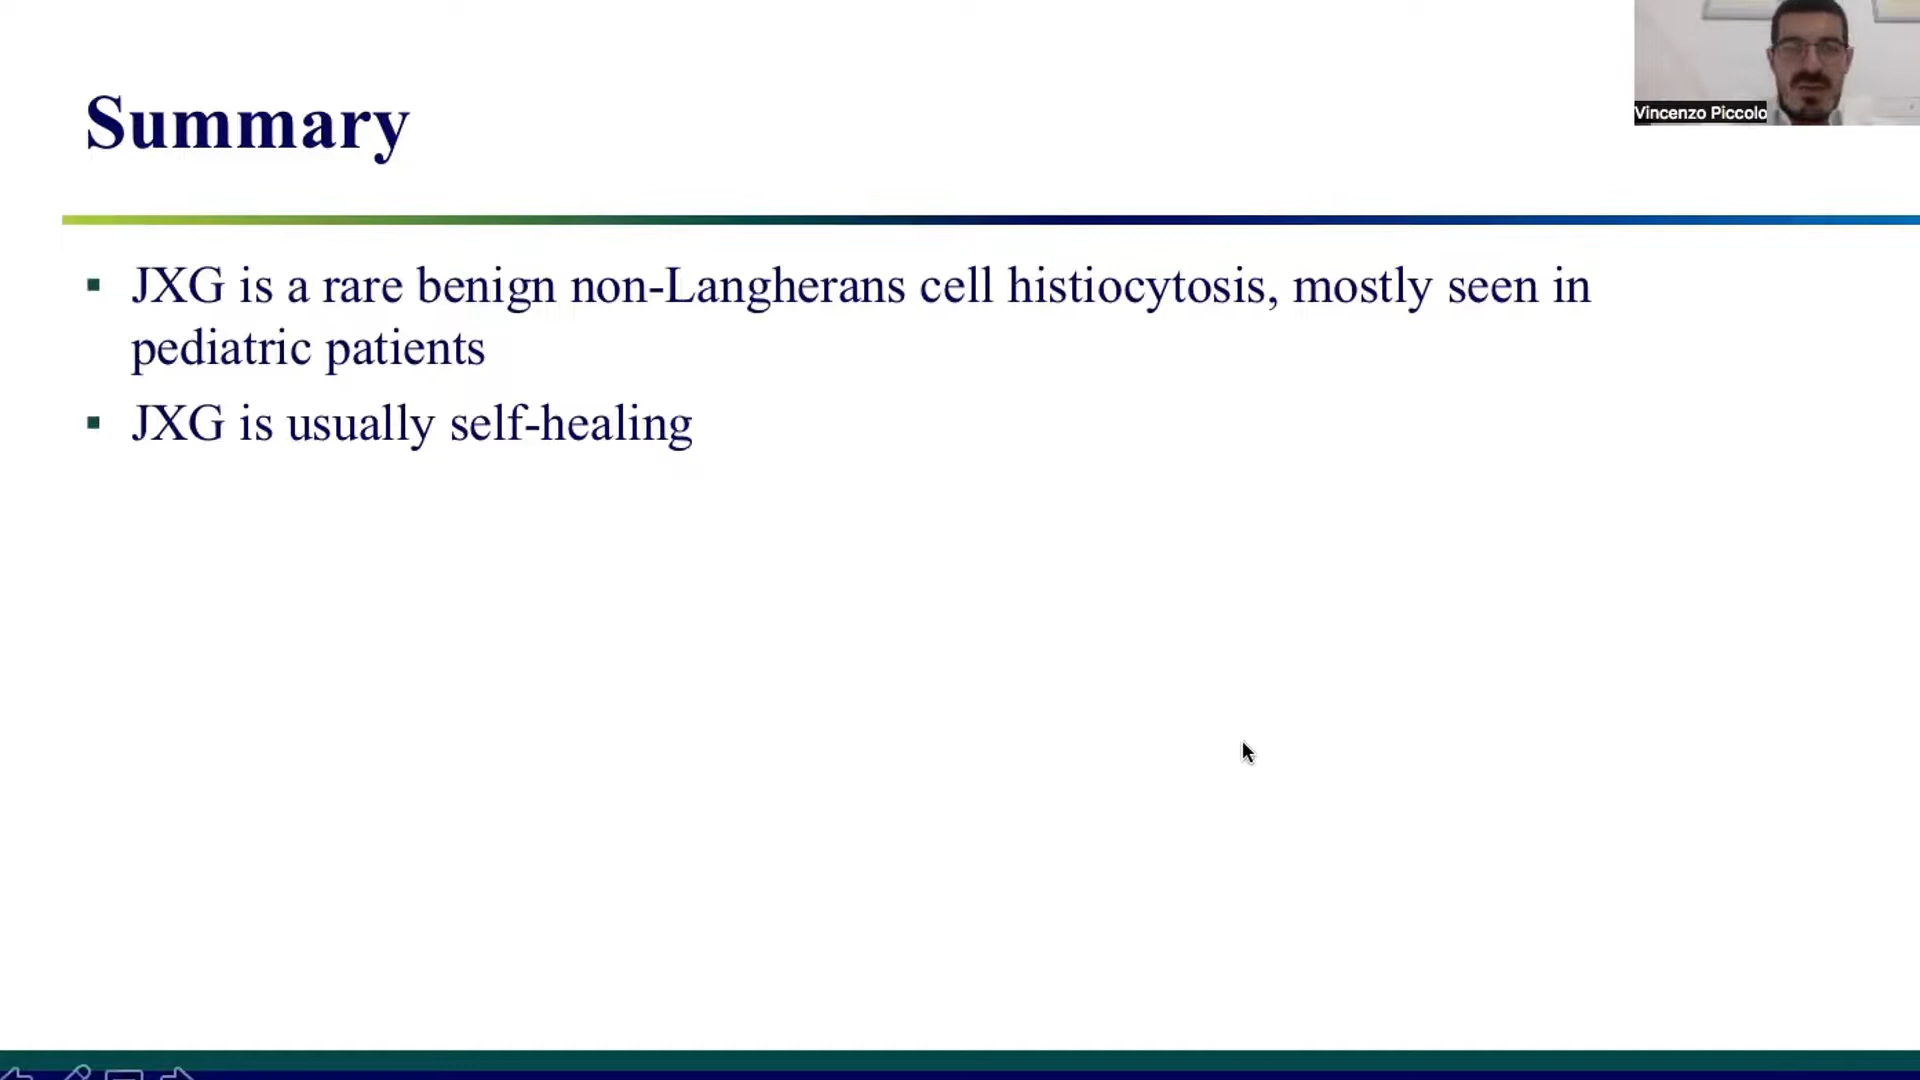 Summary
Vincenzo Piccolo
▪ JXG is a rare benign non-Langherans cell histiocytosis, mostly seen in
pediatric patients
▪ JXG is usually self-healing